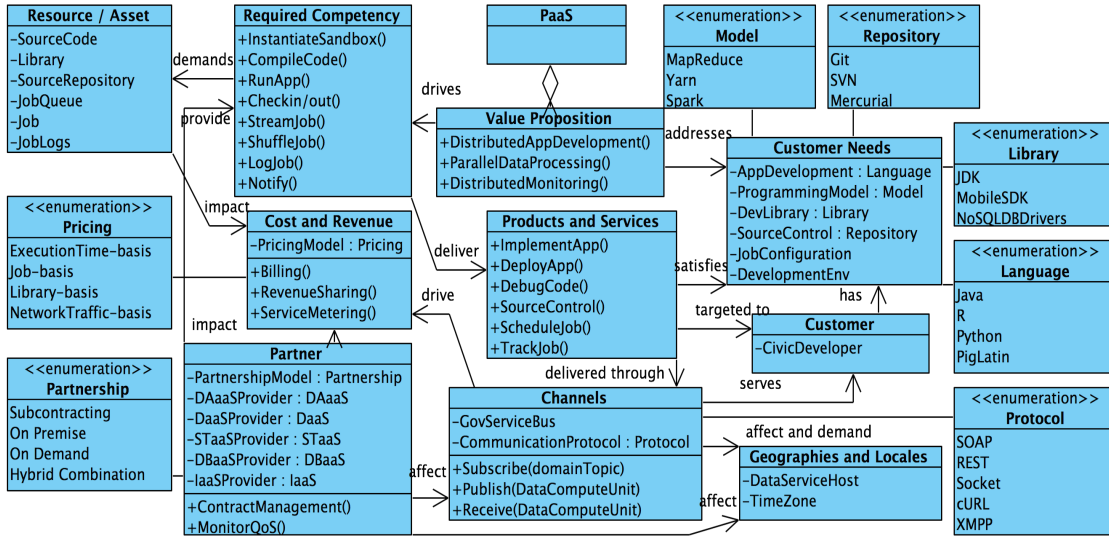 Resource / Asset
-SourceCode
-Library
-SourceRepository
-JobQueue
-Job
-JobLogs
demands
provide
Required Competency
+InstantiateSandbox()
+CompileCode()
+RunApp()
+Checkin/out()
+StreamJob()
+ShuffleJob()
+LogJob()
+Notify()
drives
PaaS
Value Proposition
+DistributedAppDevelopment()
+ParallelDataProcessing()
+DistributedMonitoring()
addresses
<<enumeration>>
Model
MapReduce
Yarn
Spark
<<enumeration>>
Repository
Git
SVN
Mercurial
Customer Needs
-AppDevelopment : Language
-ProgrammingModel : Model
-DevLibrary : Library
-SourceControl : Repository
-JobConfiguration
-DevelopmentEnv
<<enumeration>>
Library
JDK
MobileSDK
NoSQLDBDrivers
<<enumeration>>
Pricing
ExecutionTime-basis
Job-basis
Library-basis
NetworkTraffic-basis
impact
Cost and Revenue
-PricingModel : Pricing
+Billing()
+RevenueSharing()
+ServiceMetering()
deliver
drive
Products and Services
+ImplementApp()
+DeployApp()
+DebugCode()
+SourceControl()
+ScheduleJob()
+TrackJob()
satisfies
targeted to
has
<<enumeration>>
Language
Java
R
Python
PigLatin
impact
Customer
-CivicDeveloper
serves
delivered through
<<enumeration>>
Partnership
Subcontracting
On Premise
On Demand
Hybrid Combination
Partner
-PartnershipModel : Partnership
-DAaaSProvider : DAaaS
-DaaSProvider : DaaS
-STaaSProvider : STaaS
-DBaaSProvider : DBaaS
-IaaSProvider : IaaS
+ContractManagement()
+MonitorQoS()
affect
Channels
-GovServiceBus
-CommunicationProtocol : Protocol
+Subscribe(domainTopic)
+Publish(DataComputeUnit)
+Receive(DataComputeUnit)
affect and demand
affect
Geographies and Locales
-DataServiceHost
-TimeZone
<<enumeration>>
Protocol
SOAP
REST
Socket
cURL
XMPP